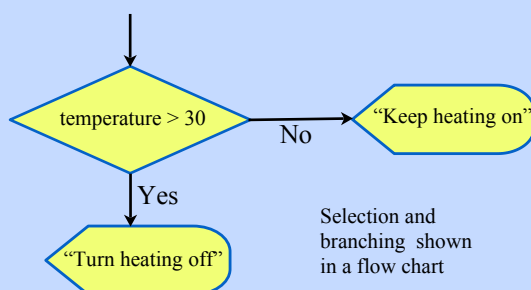 temperature > 30
“Keep heating on”
No
Yes
“Turn heating off”
Selection and
branching shown
in a flow chart